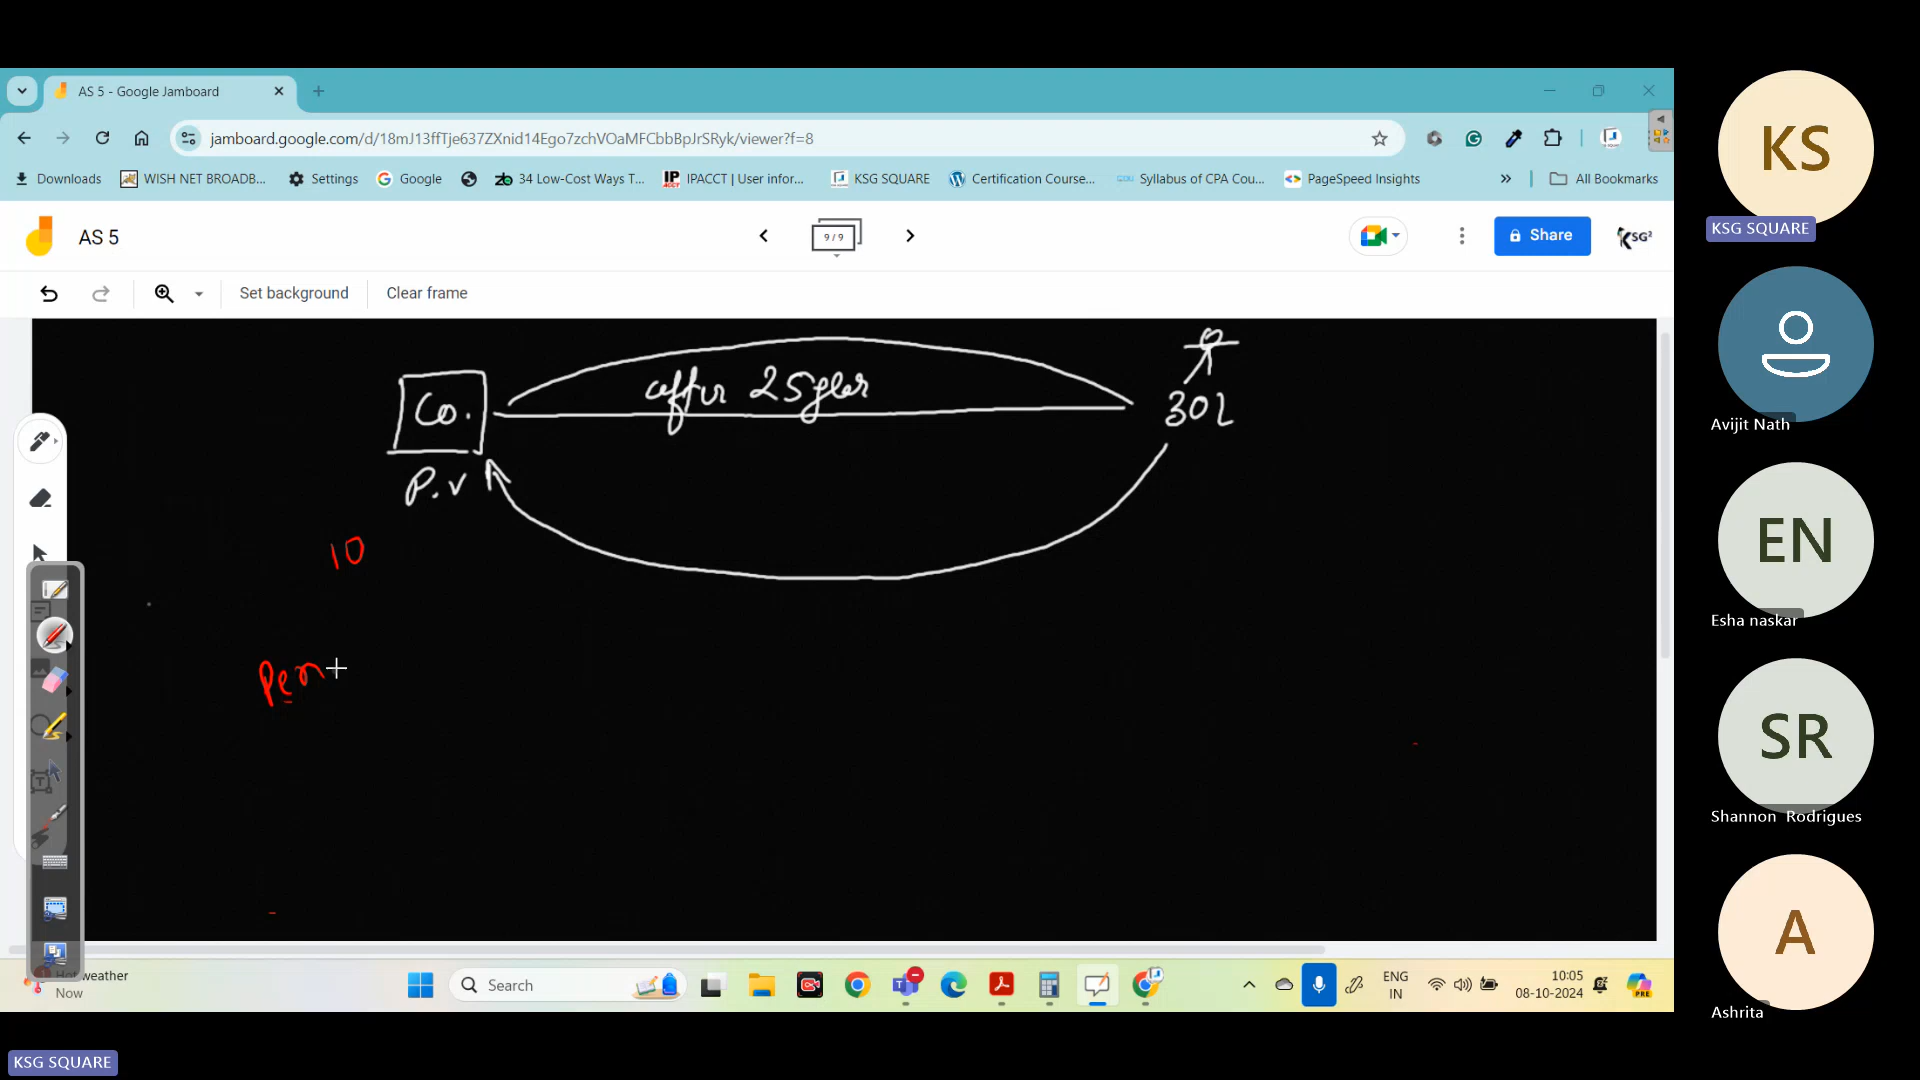 AS 5 - Google Jamboard
jamboard.google.com/d/18mJ13ffTje637ZXnid14Ego7zchVOaMFCbbBpJrSRyk/viewer?f=8
Downloads WISH NET BROADB... Settings Google 34 Low-Cost Ways T... IPACCT | User infor... KSG SQUARE Certification Course... Syllabus of CPA Cou... PageSpeed Insights All Bookmarks
AS 5
9 / 9
Share
KSG²
Set background Clear frame
Co.
25
30L
P.V
10
Pen
Hot weather
Now
Search
ENG
IN
10:05
08-10-2024
KS
KSG SQUARE
Avijit Nath
EN
Esha naskar
SR
Shannon Rodrigues
A
Ashrita
KSG SQUARE